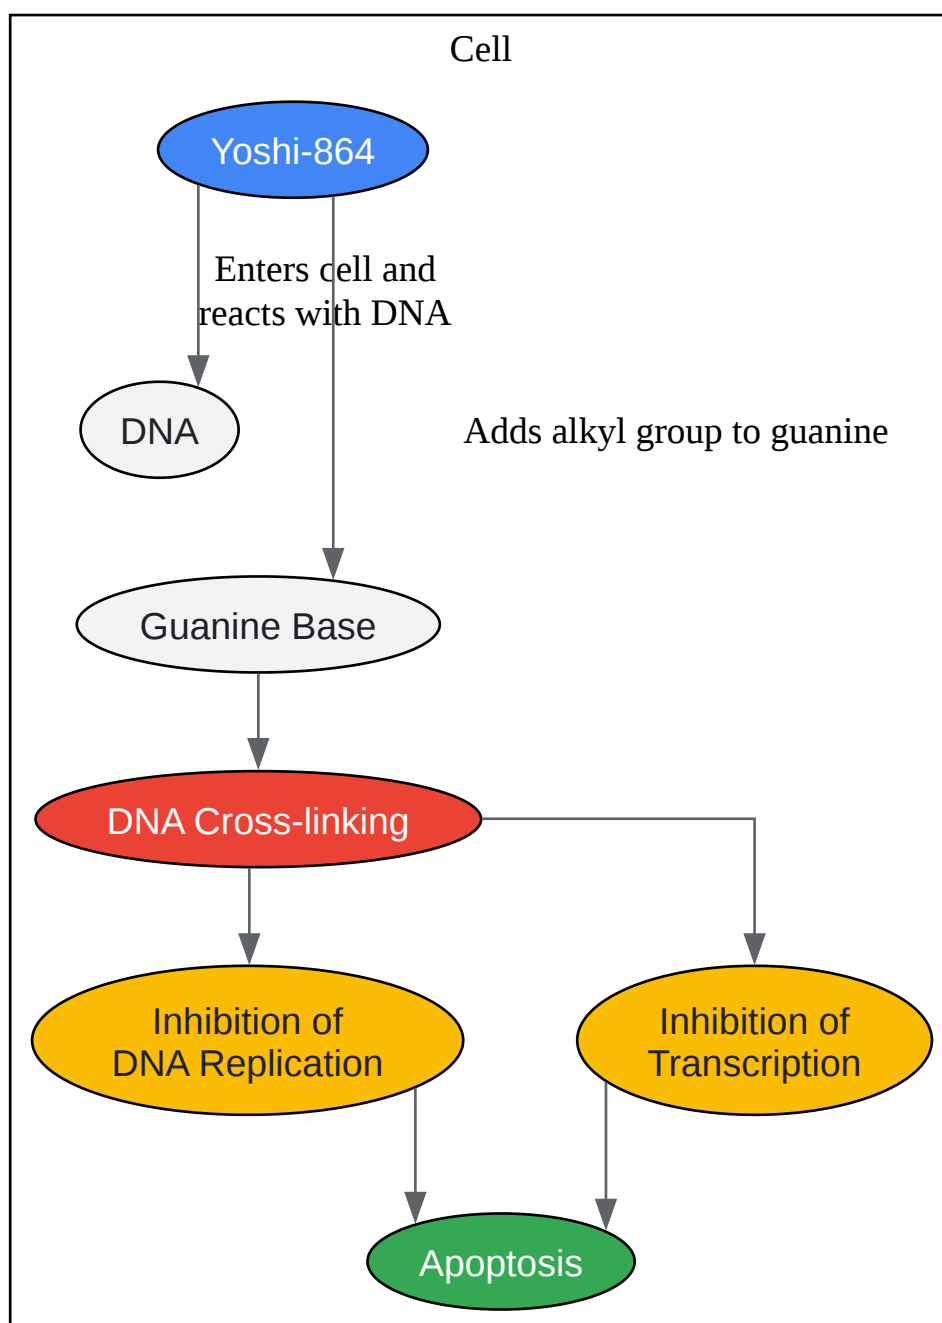 Cell
Yoshi-864
Enters cell and
reacts with DNA
DNA
Adds alkyl group to guanine
Guanine Base
DNA Cross-linking
Inhibition of
DNA Replication
Inhibition of
Transcription
Apoptosis